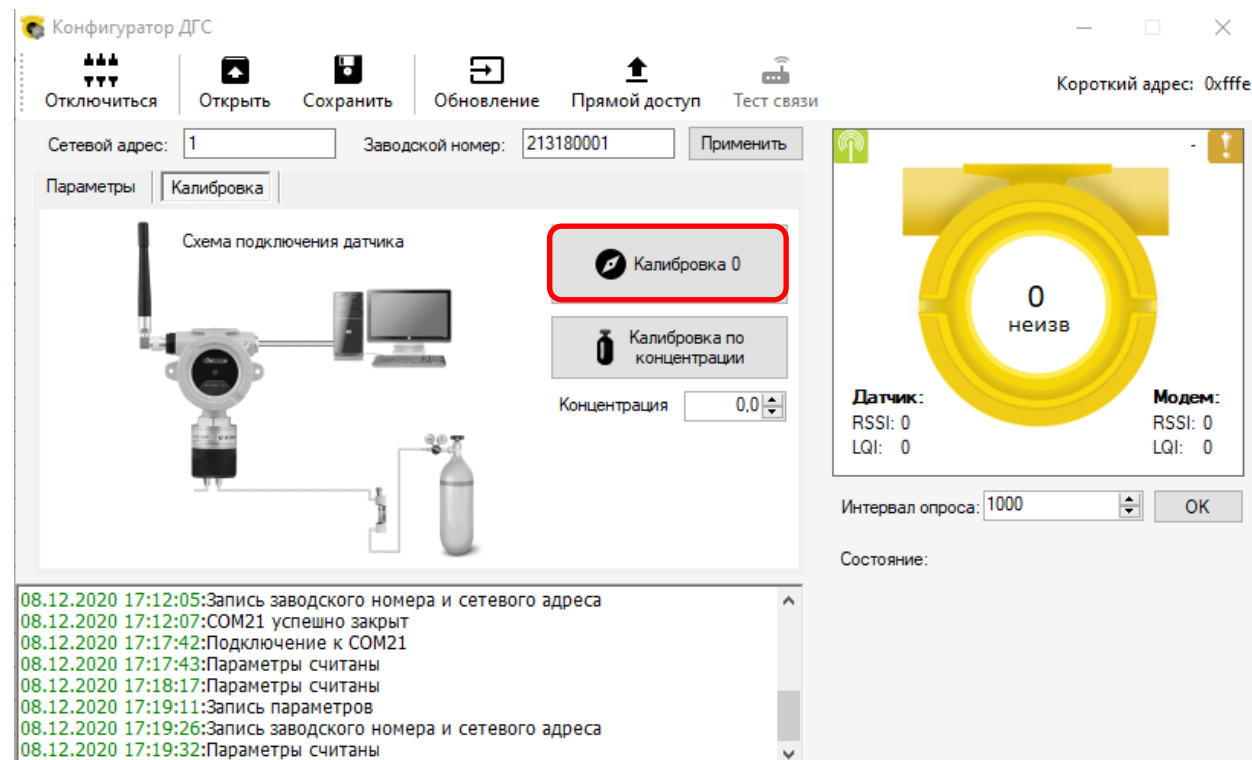 Конфигуратор ДГС
Отключиться
Открыть
Сохранить
Обновление
Прямой доступ
Тест связи
Короткий адрес: 0xfffe
Сетевой адрес: 1
Заводской номер: 213180001
Применить
Параметры
Калибровка
Схема подключения датчика
Калибровка 0
Калибровка по
концентрации
Концентрация 0,0
-
0
неизв
Датчик:
RSSI: 0
LQI: 0
Модем:
RSSI: 0
LQI: 0
Интервал опроса: 1000
OK
Состояние:
08.12.2020 17:12:05:Запись заводского номера и сетевого адреса
08.12.2020 17:12:07:COM21 успешно закрыт
08.12.2020 17:17:42:Подключение к COM21
08.12.2020 17:17:43:Параметры считаны
08.12.2020 17:18:17:Параметры считаны
08.12.2020 17:19:11:Запись параметров
08.12.2020 17:19:26:Запись заводского номера и сетевого адреса
08.12.2020 17:19:32:Параметры считаны